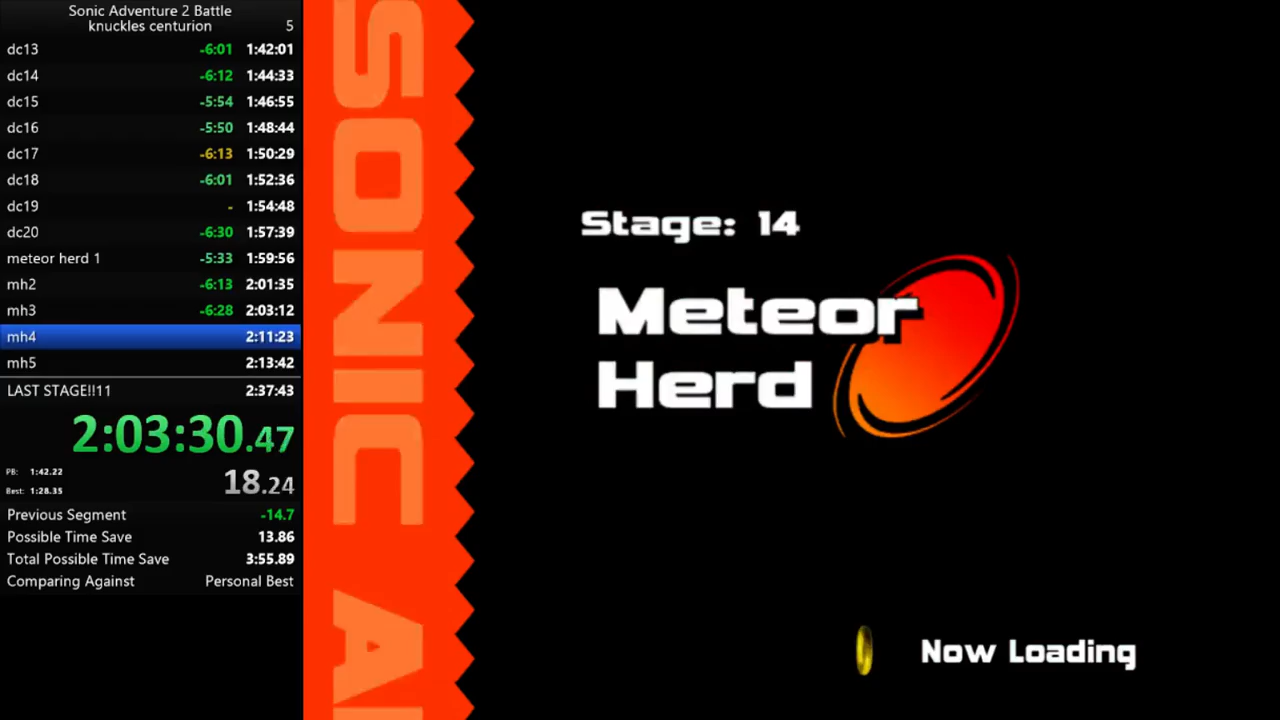 Sonic Adventure 2 Battle
knuckles centurion 5
dc13 -6:01 1:42:01
dc14 -6:12 1:44:33
dc15 -5:54 1:46:55
dc16 -5:50 1:48:44
dc17 -6:13 1:50:29
dc18 -6:01 1:52:36
dc19 - 1:54:48
dc20 -6:30 1:57:39
meteor herd 1 -5:33 1:59:56
mh2 -6:13 2:01:35
mh3 -6:28 2:03:12
mh4 2:11:23
mh5 2:13:42
LAST STAGE!!11 2:37:43
2:03:30.47
PB: 1:42.22
Best: 1:28.35
18.24
Previous Segment -14.7
Possible Time Save 13.86
Total Possible Time Save 3:55.89
Comparing Against Personal Best
SONIC A
Stage: 14
Meteor
Herd
Now Loading